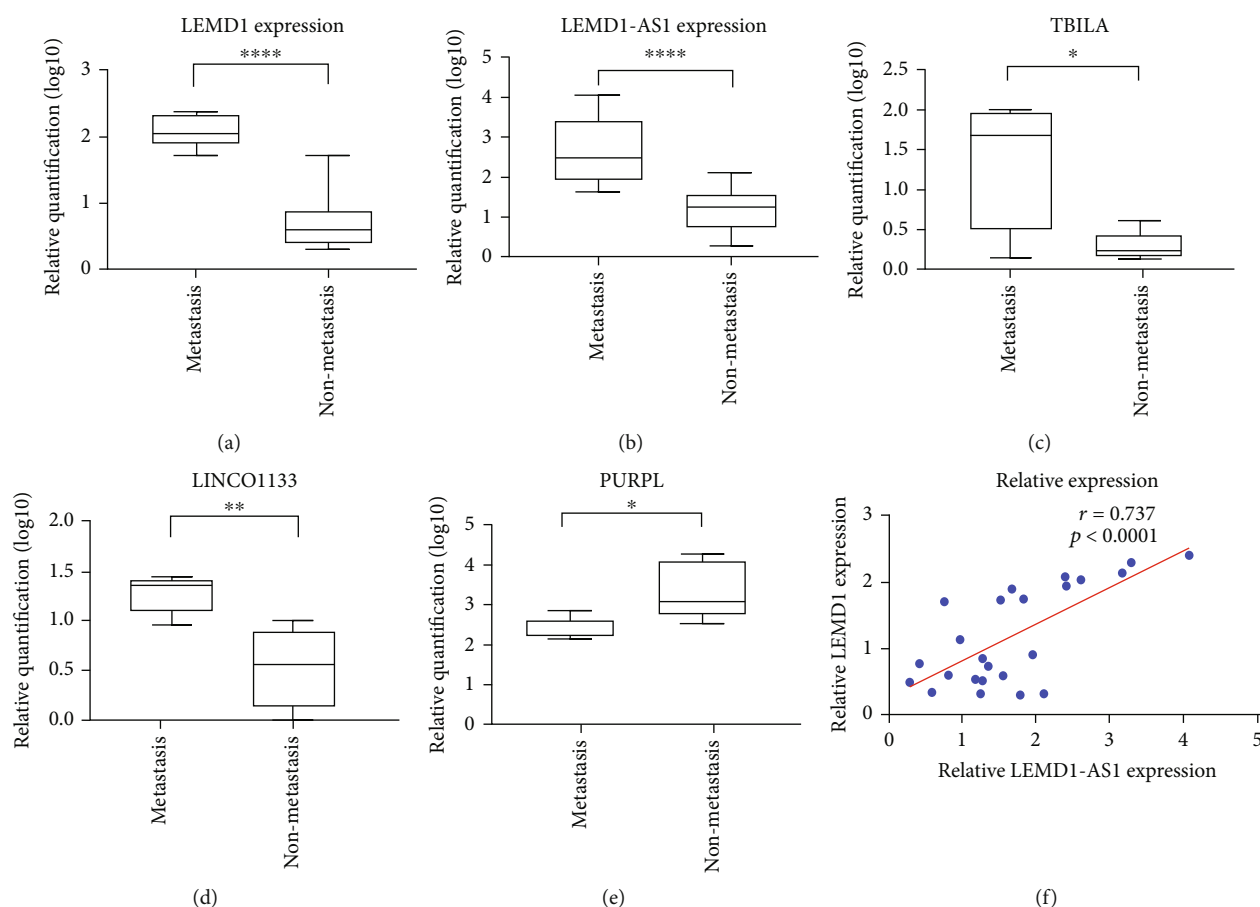 LEMD1 expression
Relative quantification (log10)
3
2
1
0
****
Metastasis
Non-metastasis
(a)
LEMD1-AS1 expression
Relative quantification (log10)
5
4
3
2
1
0
****
Metastasis
Non-metastasis
(b)
TBILA
Relative quantification (log10)
2.5
2.0
1.5
1.0
0.5
0.0
*
Metastasis
Non-metastasis
(c)
LINCO1133
Relative quantification (log10)
2.0
1.5
1.0
0.5
0.0
**
Metastasis
Non-metastasis
(d)
PURPL
Relative quantification (log10)
5
4
3
2
1
0
*
Metastasis
Non-metastasis
(e)
Relative expression
r = 0.737
p < 0.0001
Relative LEMD1 expression
3
2
1
0
0 1 2 3 4 5
Relative LEMD1-AS1 expression
(f)